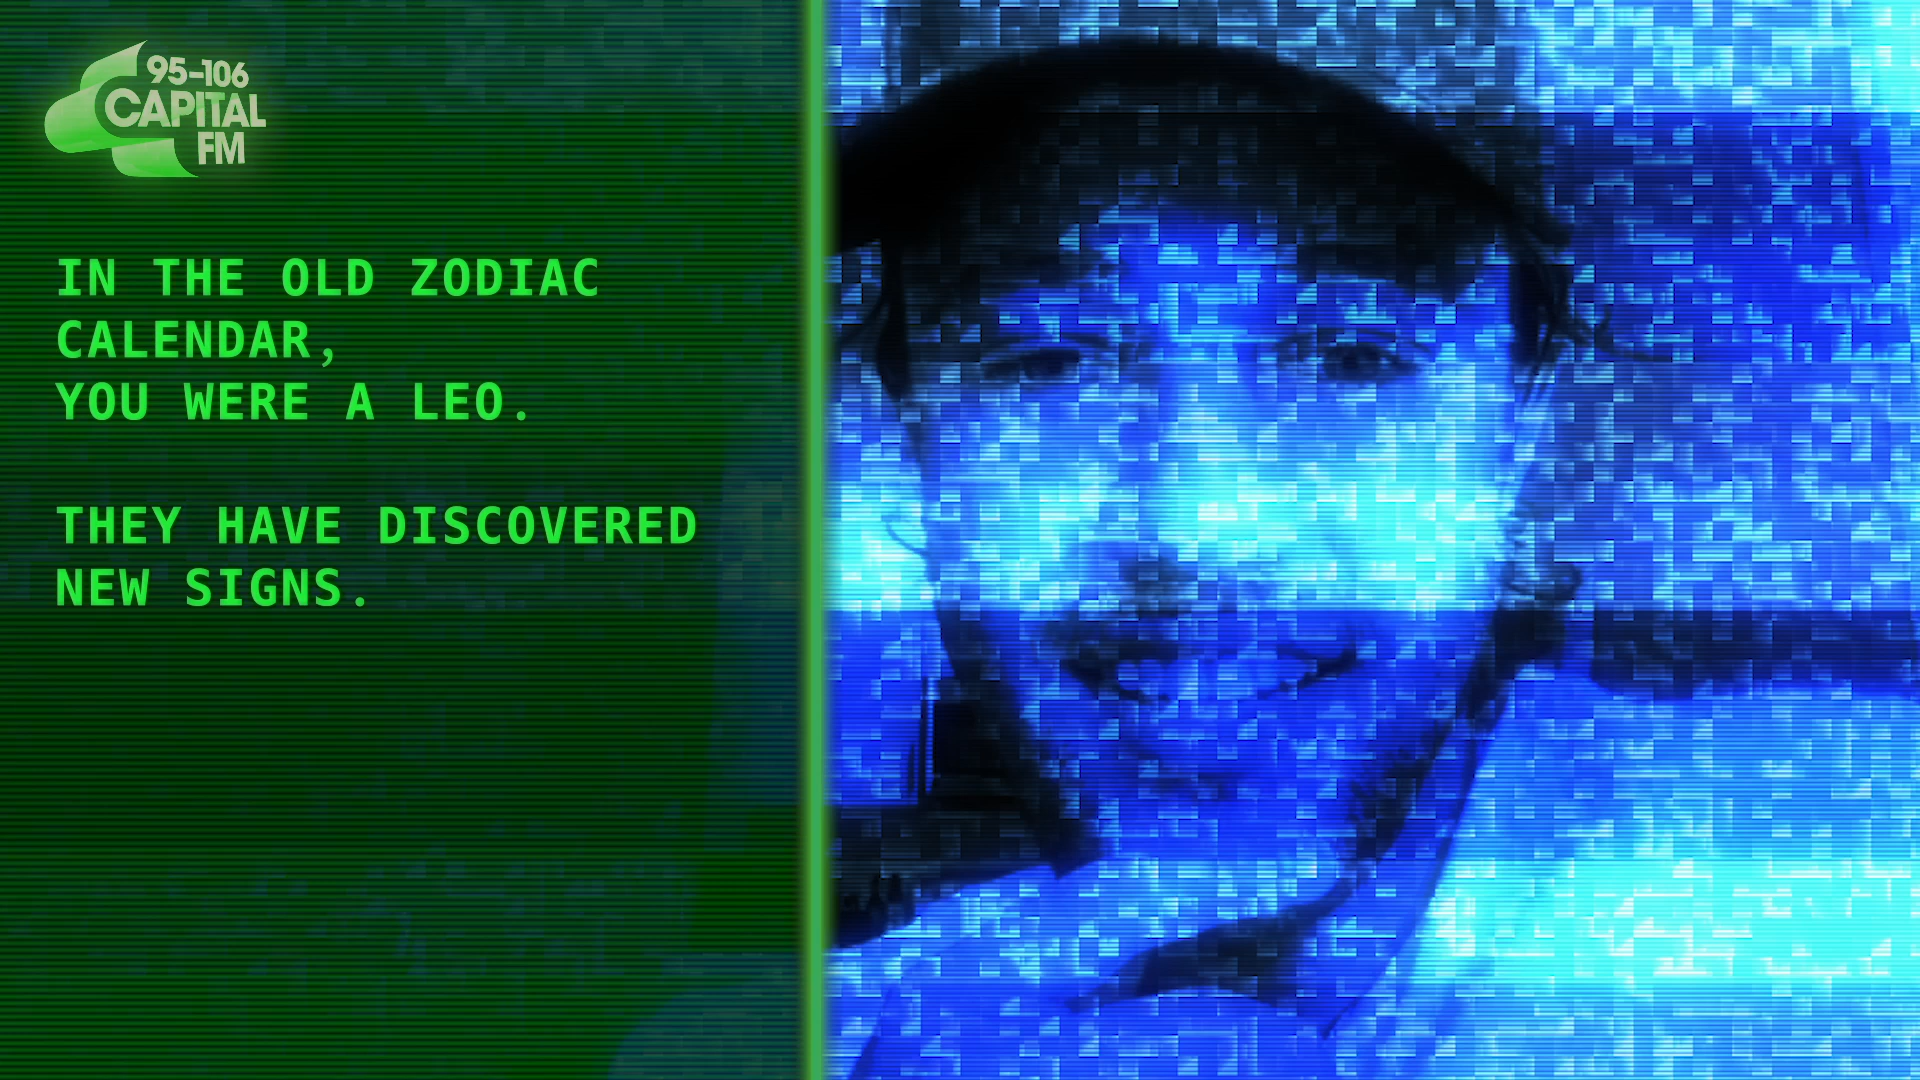 95-106
CAPITAL
FM
IN THE OLD ZODIAC
CALENDAR,
YOU WERE A LEO.
THEY HAVE DISCOVERED
NEW SIGNS.